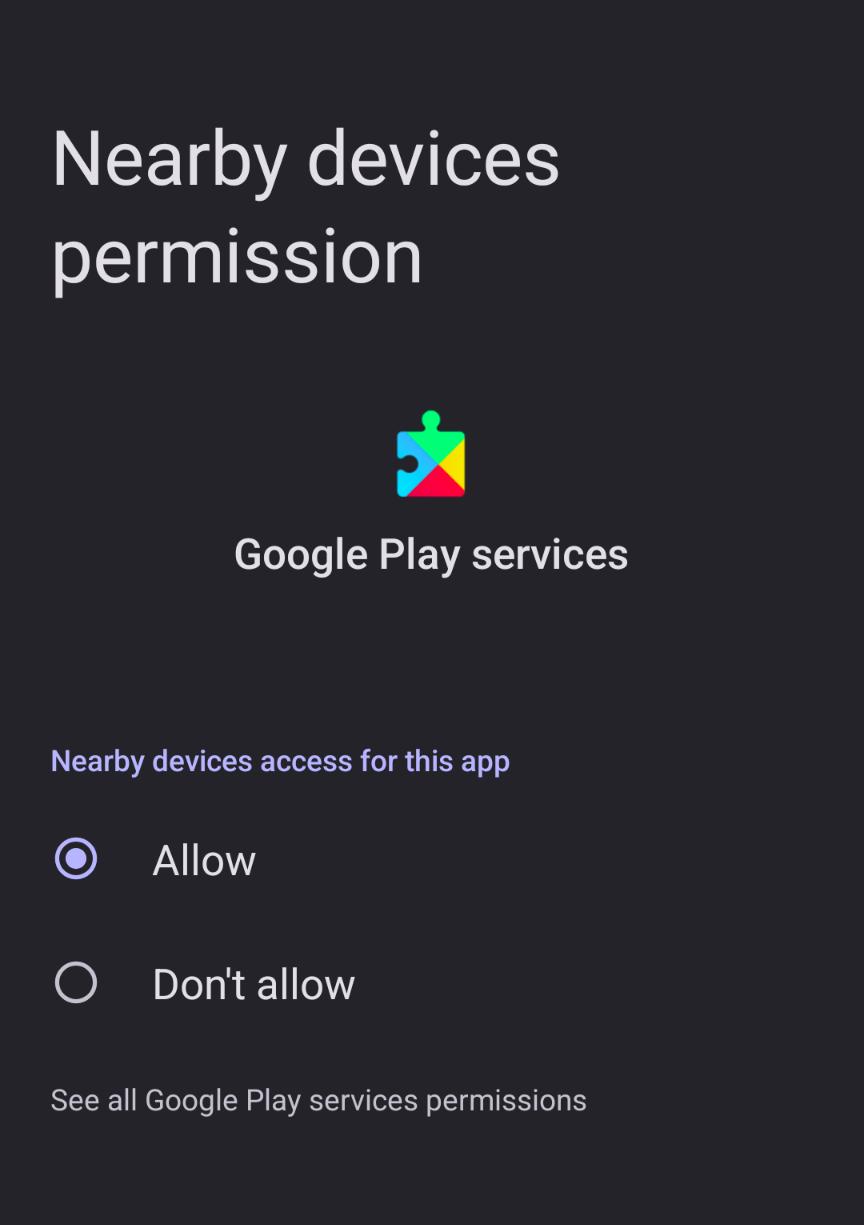 Nearby devices
permission
Google Play services
Nearby devices access for this app
Allow
Don't allow
See all Google Play services permissions